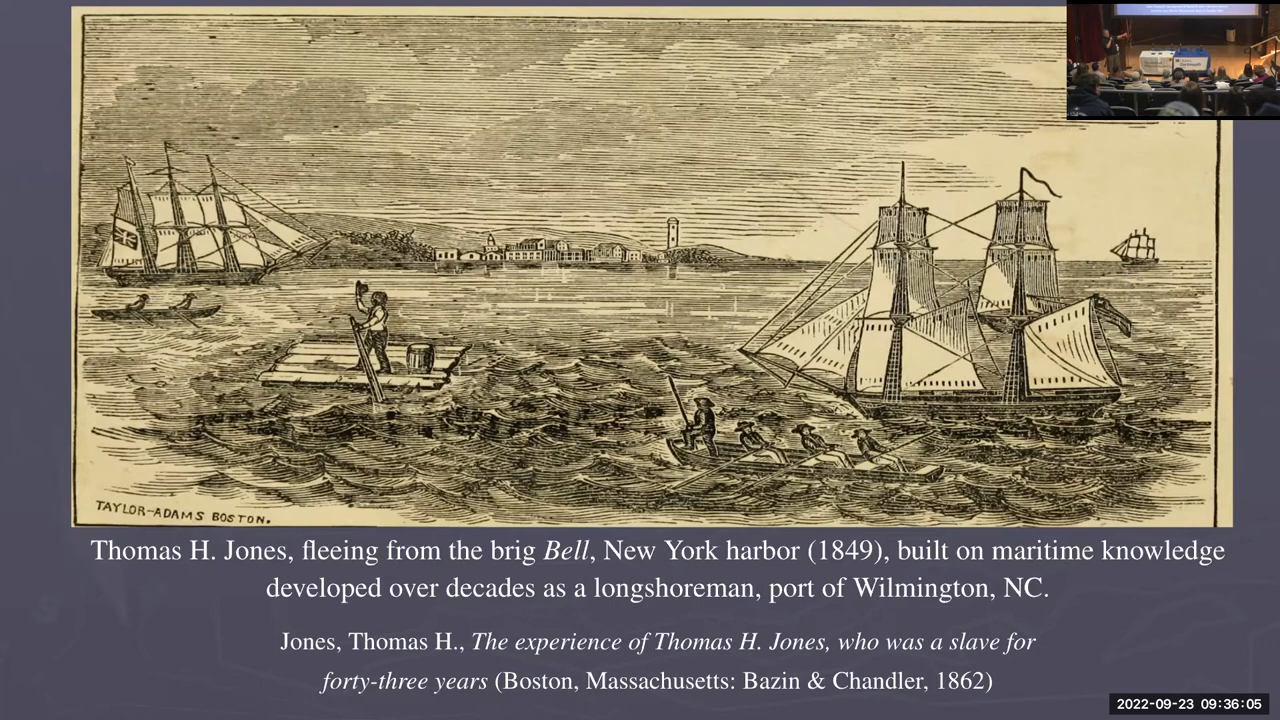 TAYLOR-ADAMS BOSTON.
Thomas H. Jones, fleeing from the brig Bell, New York harbor (1849), built on maritime knowledge
developed over decades as a longshoreman, port of Wilmington, NC.
Jones, Thomas H., The experience of Thomas H. Jones, who was a slave for
forty-three years (Boston, Massachusetts: Bazin & Chandler, 1862)
2022-09-23 09:36:05